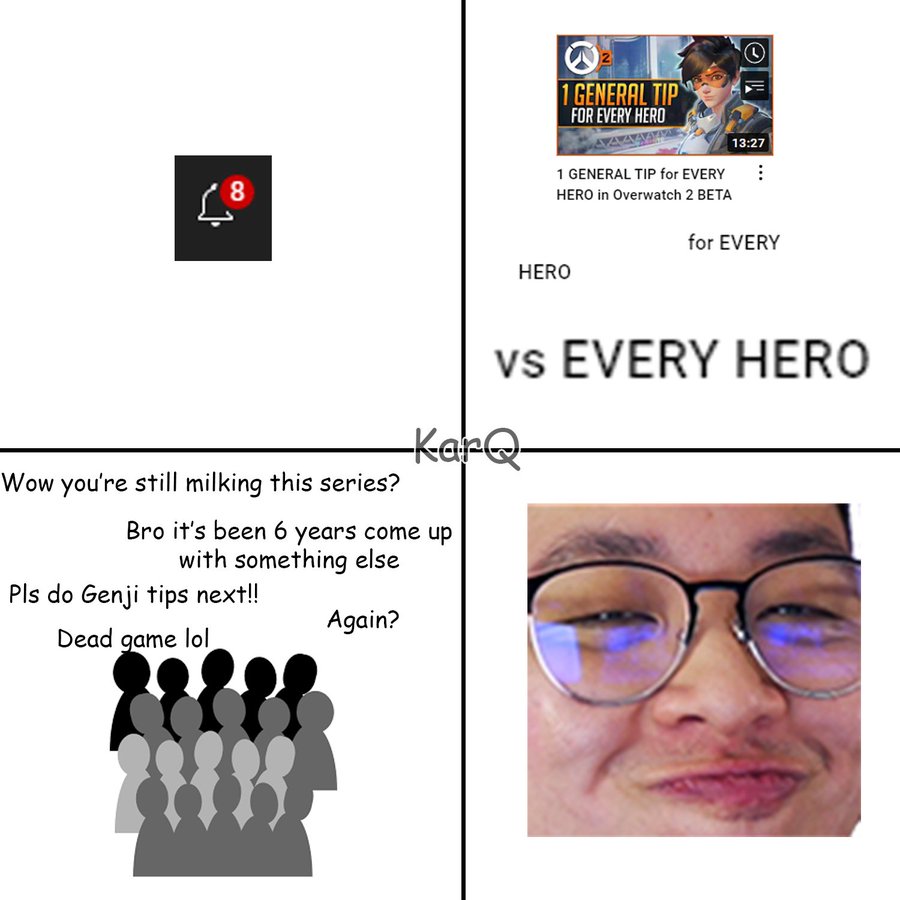 8
2
1 GENERAL TIP
FOR EVERY HERO
13:27
1 GENERAL TIP for EVERY
HERO in Overwatch 2 BETA
for EVERY
HERO
vs EVERY HERO
KarQ
Wow you're still milking this series?
Bro it's been 6 years come up
with something else
Pls do Genji tips next!!
Again?
Dead game lol